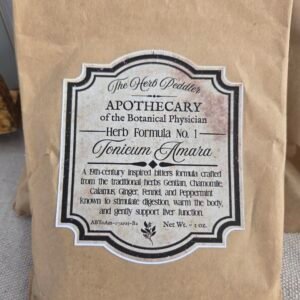 The Herb Peddler
APOTHECARY
of the Botanical Physician
Herb Formula No. 1
Tonicum Amara
A 19th-century inspired bitters formula crafted
from the traditional herbs Gentian, Chamomile,
Calamus, Ginger, Fennel, and Peppermint
known to stimulate digestion, warm the body,
and gently support liver function.
Net Wt. ~ 1 oz.